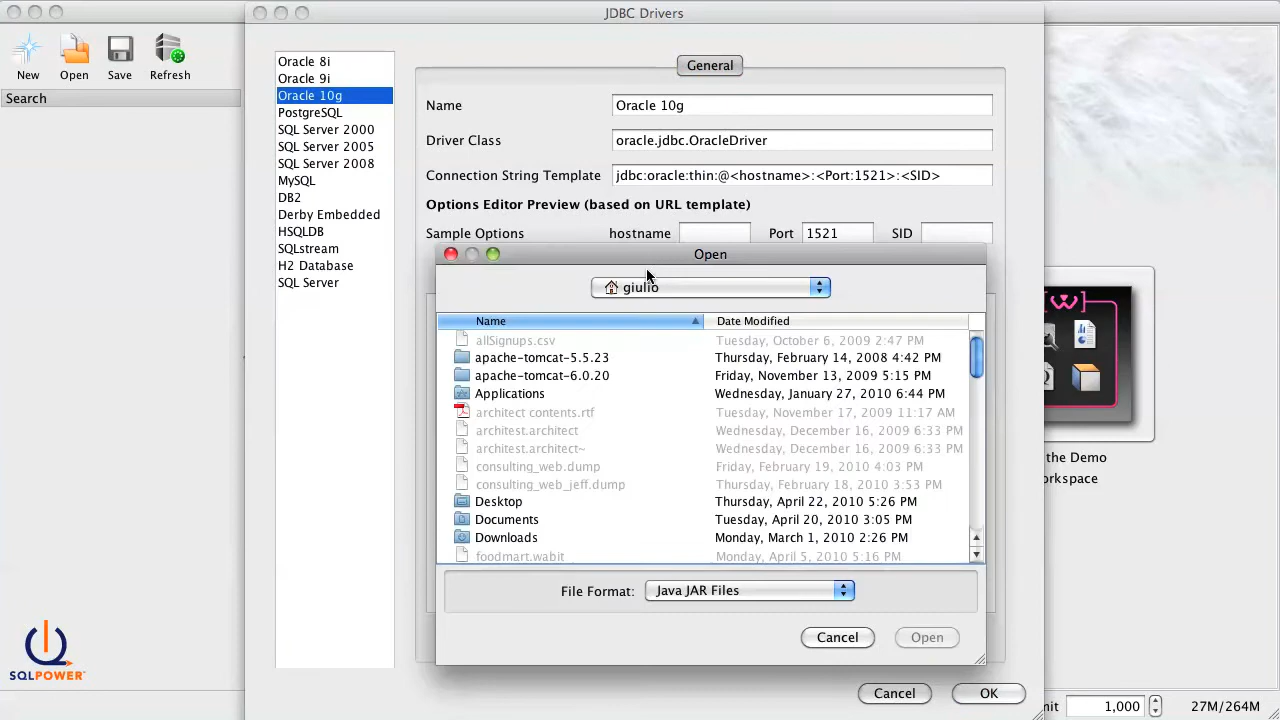 JDBC Drivers
New
Open
Save
Refresh
Search
Oracle 8i
Oracle 9i
Oracle 10g
PostgreSQL
SQL Server 2000
SQL Server 2005
SQL Server 2008
MySQL
DB2
Derby Embedded
HSQLDB
SQLstream
H2 Database
SQL Server
General
Name Oracle 10g
Driver Class oracle.jdbc.OracleDriver
Connection String Template jdbc:oracle:thin:@<hostname>:<Port:1521>:<SID>
Options Editor Preview (based on URL template)
Sample Options hostname Port 1521 SID
Open
giulio
Name Date Modified
allSignups.csv Tuesday, October 6, 2009 2:47 PM
apache-tomcat-5.5.23 Thursday, February 14, 2008 4:42 PM
apache-tomcat-6.0.20 Friday, November 13, 2009 5:15 PM
Applications Wednesday, January 27, 2010 6:44 PM
architect contents.rtf Tuesday, November 17, 2009 11:17 AM
architest.architect Wednesday, December 16, 2009 6:33 PM
architest.architect~ Wednesday, December 16, 2009 6:33 PM
consulting_web.dump Friday, February 19, 2010 4:03 PM
consulting_web_jeff.dump Thursday, February 18, 2010 3:53 PM
Desktop Thursday, April 22, 2010 5:26 PM
Documents Tuesday, April 20, 2010 3:05 PM
Downloads Monday, March 1, 2010 2:26 PM
foodmart.wabit Monday, April 5, 2010 5:16 PM
File Format: Java JAR Files
Cancel Open
Cancel OK
the Demo
orkspace
SQLPOWER
mit 1,000 27M/264M